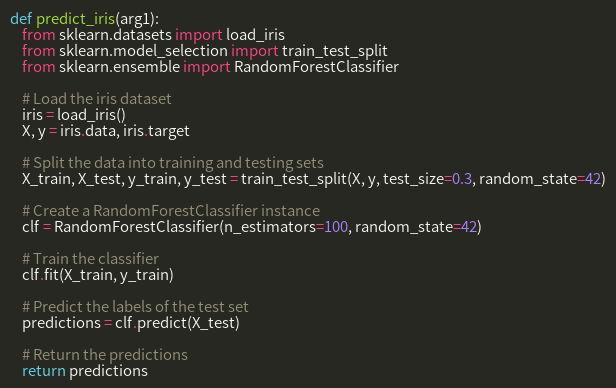 def predict_iris(arg1):
from sklearn.datasets import load_iris
from sklearn.model_selection import train_test_split
from sklearn.ensemble import RandomForestClassifier
# Load the iris dataset
iris = load_iris()
X, y = iris.data, iris.target
# Split the data into training and testing sets
X_train, X_test, y_train, y_test = train_test_split(X, y, test_size=0.3, random_state=42)
# Create a RandomForestClassifier instance
clf = RandomForestClassifier(n_estimators=100, random_state=42)
# Train the classifier
clf.fit(X_train, y_train)
# Predict the labels of the test set
predictions = clf.predict(X_test)
# Return the predictions
return predictions